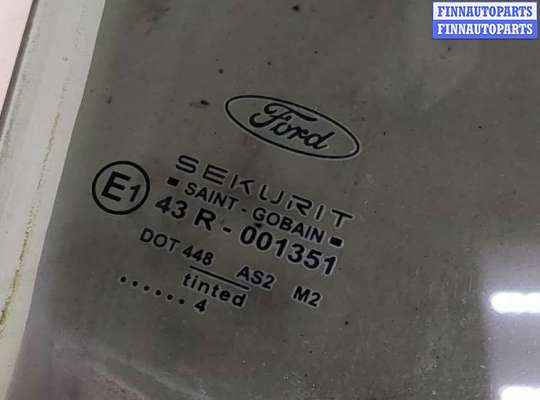 FINNAUTOPARTS
FINNAUTOPARTS
Ford
SEKURIT
SAINT - GOBAIN
E1
43 R - 001351
DOT 448 AS2 M2
tinted
...... 4